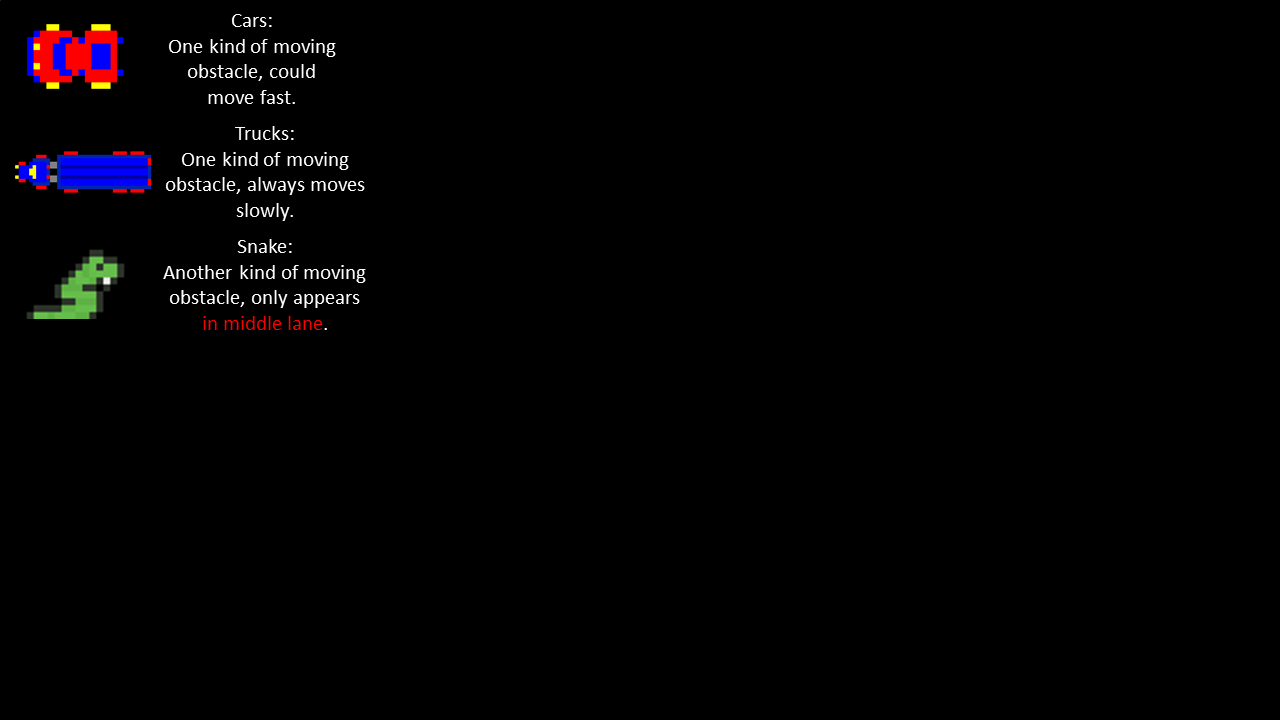 Cars:
One kind of moving
obstacle, could
move fast.
Trucks:
One kind of moving
obstacle, always moves
slowly.
Snake:
Another kind of moving
obstacle, only appears
in middle lane.